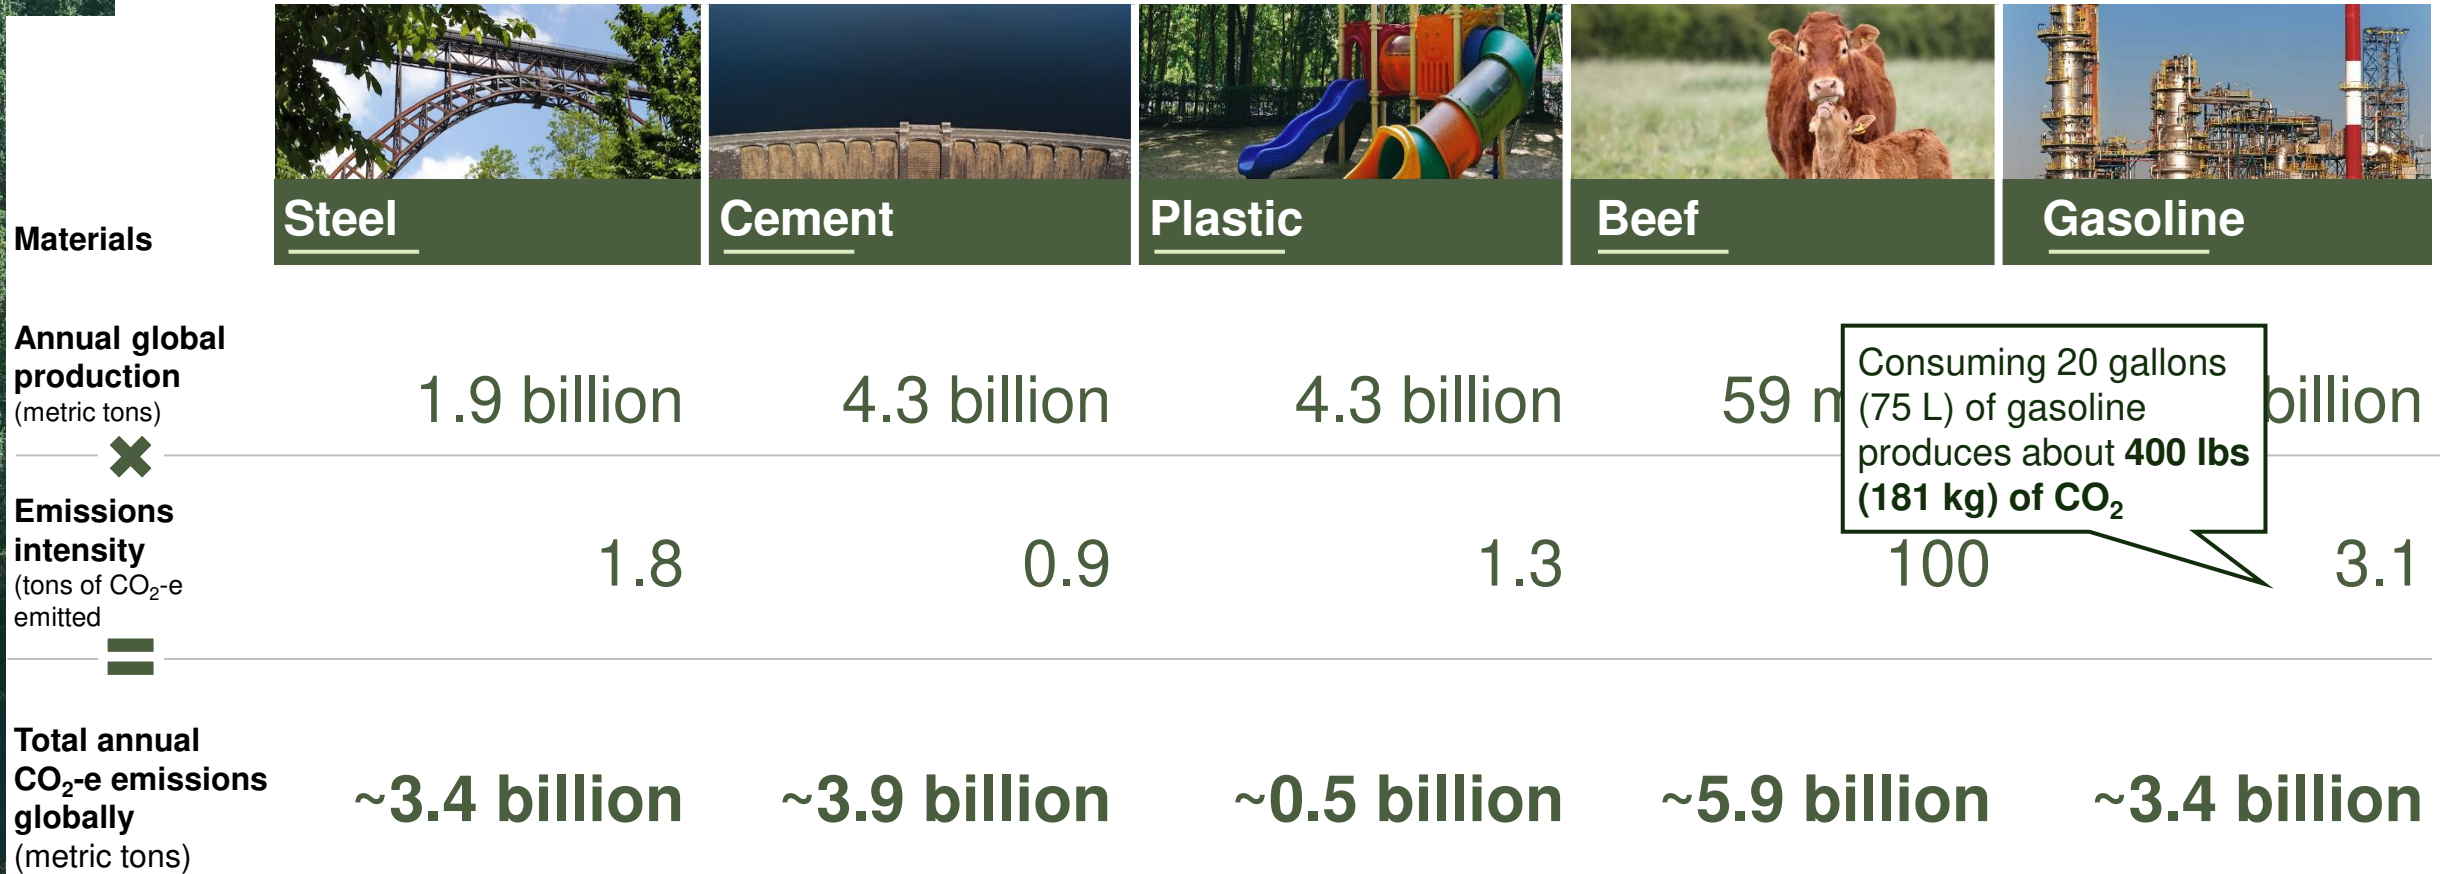 Materials
Steel
Cement
Plastic
Beef
Gasoline
Annual global
production
(metric tons)
1.9 billion
4.3 billion
4.3 billion
59
billion
Consuming 20 gallons
(75 L) of gasoline
produces about 400 lbs
(181 kg) of CO₂
Emissions
intensity
(tons of CO₂-e
emitted
1.8
0.9
1.3
100
3.1
Total annual
CO₂-e emissions
globally
(metric tons)
~3.4 billion
~3.9 billion
~0.5 billion
~5.9 billion
~3.4 billion